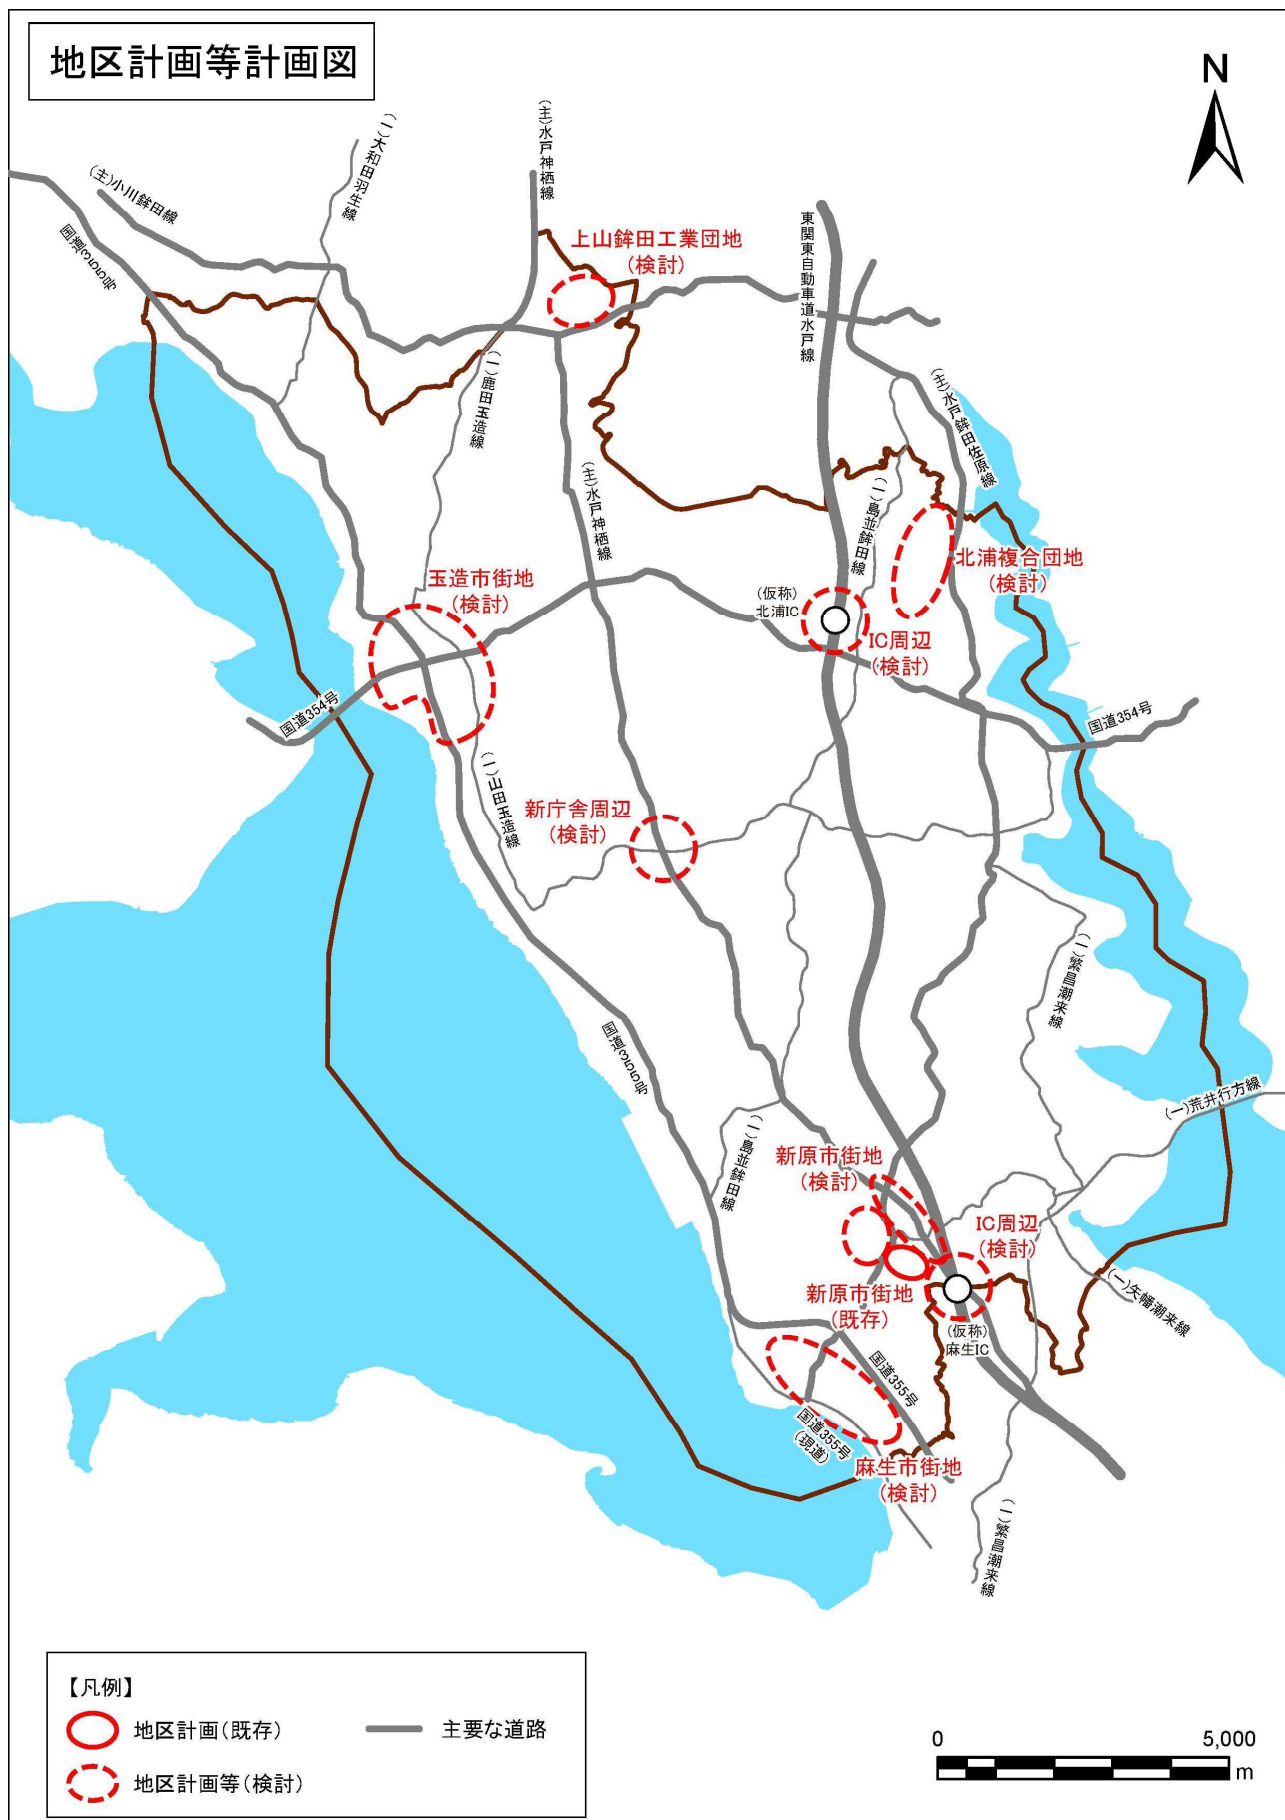 地区計画等計画図
N
(一)大和田羽生線
(主)水戸神栖線
(主)小川鉾田線
国道355号
上山鉾田工業団地
(検討)
東関東自動車道水戸線
(一)鹿田玉造線
(主)水戸鉾田佐原線
(主)水戸神栖線
(一)島並鉾田線
北浦複合団地
(検討)
玉造市街地
(検討)
(仮称)
北浦IC
IC周辺
(検討)
国道354号
国道354号
(一)山田玉造線
新庁舎周辺
(検討)
(一)繁昌潮来線
国道355号
(一)荒井行方線
(一)島並鉾田線
新原市街地
(検討)
IC周辺
(検討)
(一)矢幡潮来線
新原市街地
(既存)
(仮称)
麻生IC
国道355号
国道355号
(現道)
麻生市街地
(検討)
(一)繁昌潮来線
【凡例】
地区計画(既存)
主要な道路
地区計画等(検討)
0
5,000
m